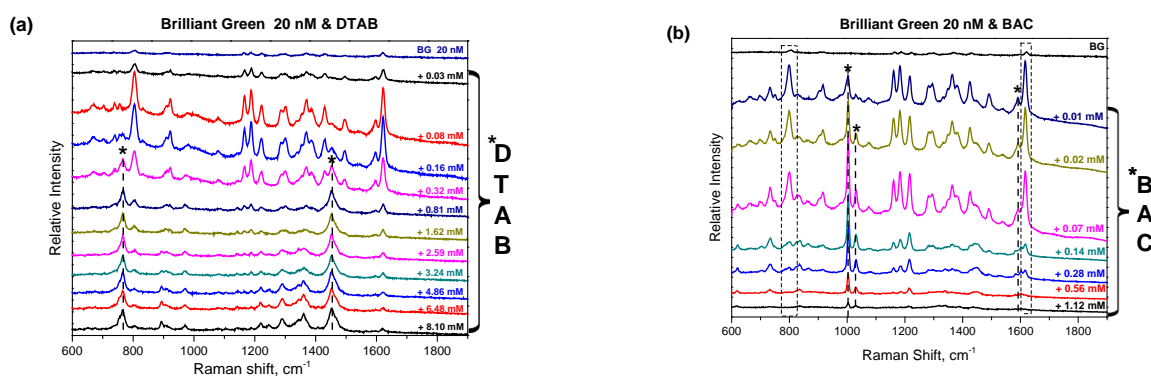 (a)
Brilliant Green 20 nM & DTAB
BG 20 nM
+ 0.03 mM
+ 0.08 mM
+ 0.16 mM
+ 0.32 mM
+ 0.81 mM
+ 1.62 mM
+ 2.59 mM
+ 3.24 mM
+ 4.86 mM
+ 6.48 mM
+ 8.10 mM
*
*
*D
T
A
B
Relative Intensity
600 800 1000 1200 1400 1600 1800
Raman shift, cm-1
(b)
Brilliant Green 20 nM & BAC
BG
+ 0.01 mM
+ 0.02 mM
+ 0.07 mM
+ 0.14 mM
+ 0.28 mM
+ 0.56 mM
+ 1.12 mM
*
*
*
*B
A
C
Relative Intensity
600 800 1000 1200 1400 1600 1800
Raman Shift, cm-1